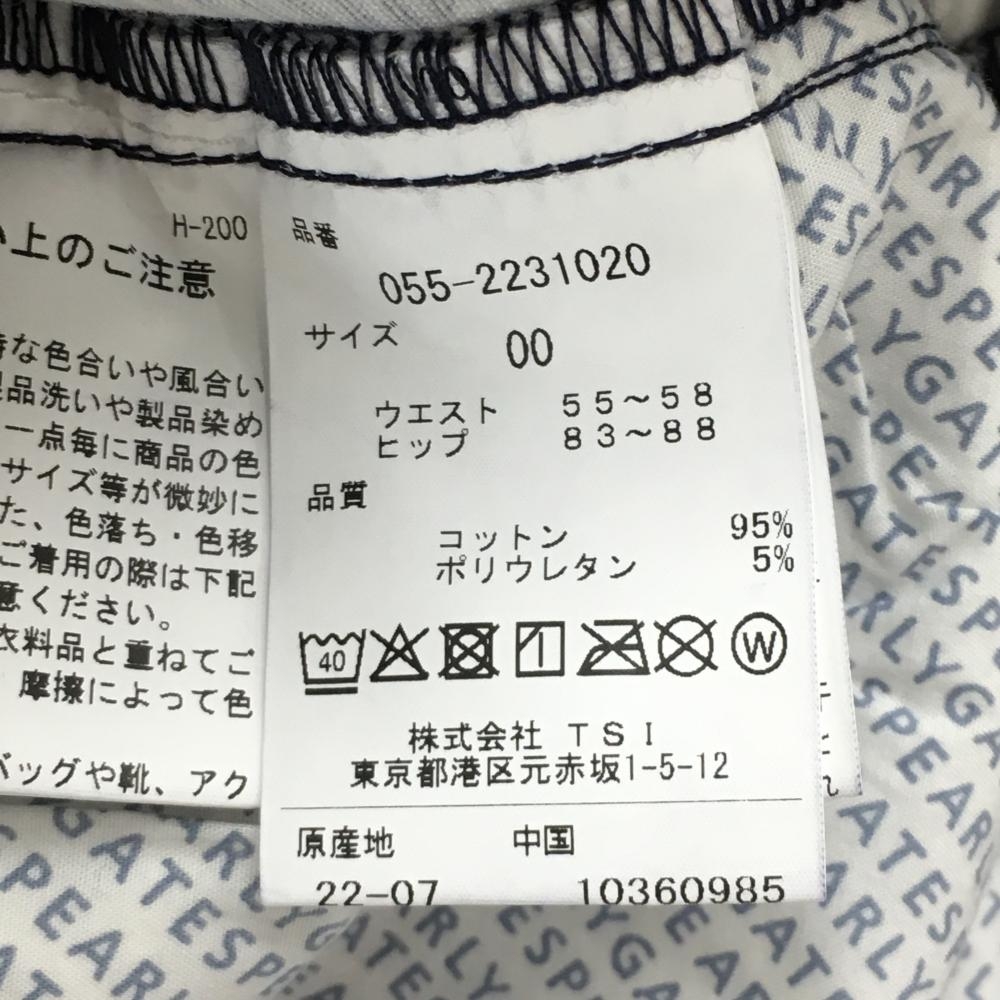 H-200
上のご注意
な色合いや風合い
品洗いや製品染め
一点毎に商品の色
サイズ等が微妙に
た、色落ち・色移
ご着用の際は下記
意ください。
衣料品と重ねてご
摩擦によって色
バッグや靴、アク
品番
055-2231020
サイズ
00
ウエスト 55~58
ヒップ 83~88
品質
コットン 95%
ポリウレタン 5%
40
W
株式会社 TSI
東京都港区元赤坂1-5-12
原産地 中国
22-07 10360985
PEARLY GATES